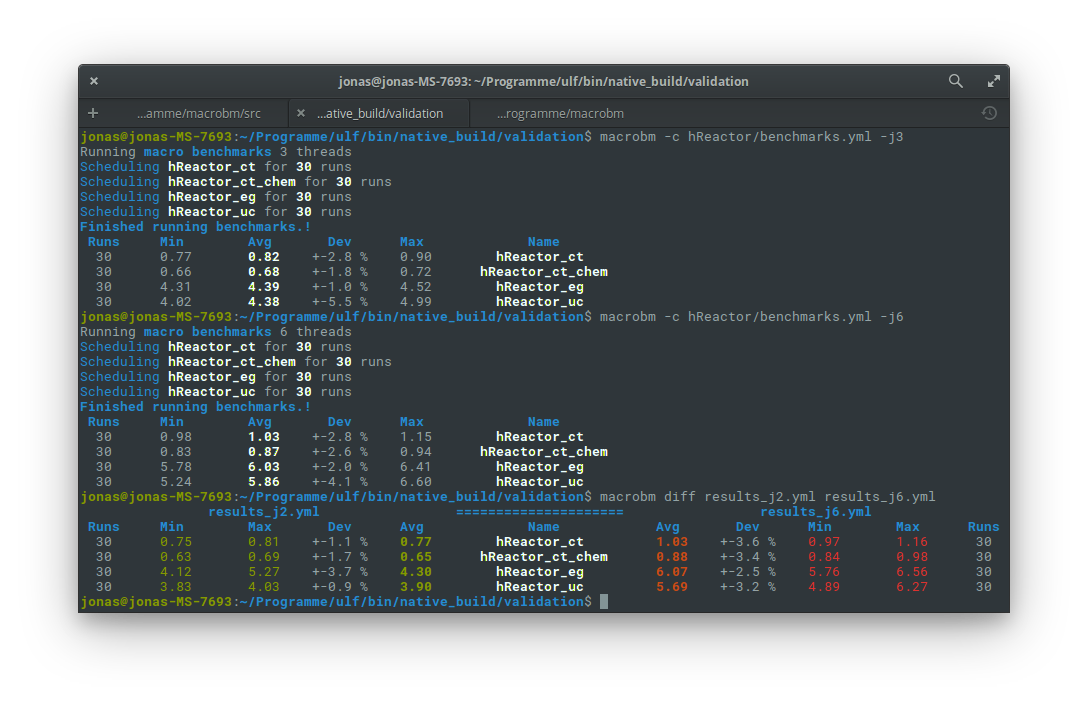 jonas@jonas-MS-7693: ~/Programme/ulf/bin/native_build/validation
...amme/macrobm/src ...ative_build/validation ...rogramme/macrobm
jonas@jonas-MS-7693:~/Programme/ulf/bin/native_build/validation$ macrobm -c hReactor/benchmarks.yml -j3
Running macro benchmarks 3 threads
Scheduling hReactor_ct for 30 runs
Scheduling hReactor_ct_chem for 30 runs
Scheduling hReactor_eg for 30 runs
Scheduling hReactor_uc for 30 runs
Finished running benchmarks.!
Runs Min Avg Dev Max Name
30 0.77 0.82 +-2.8 % 0.90 hReactor_ct
30 0.66 0.68 +-1.8 % 0.72 hReactor_ct_chem
30 4.31 4.39 +-1.0 % 4.52 hReactor_eg
30 4.02 4.38 +-5.5 % 4.99 hReactor_uc
jonas@jonas-MS-7693:~/Programme/ulf/bin/native_build/validation$ macrobm -c hReactor/benchmarks.yml -j6
Running macro benchmarks 6 threads
Scheduling hReactor_ct for 30 runs
Scheduling hReactor_ct_chem for 30 runs
Scheduling hReactor_eg for 30 runs
Scheduling hReactor_uc for 30 runs
Finished running benchmarks.!
Runs Min Avg Dev Max Name
30 0.98 1.03 +-2.8 % 1.15 hReactor_ct
30 0.83 0.87 +-2.6 % 0.94 hReactor_ct_chem
30 5.78 6.03 +-2.0 % 6.41 hReactor_eg
30 5.24 5.86 +-4.1 % 6.60 hReactor_uc
jonas@jonas-MS-7693:~/Programme/ulf/bin/native_build/validation$ macrobm diff results_j2.yml results_j6.yml
results_j2.yml ===================== results_j6.yml
Runs Min Max Dev Avg Name Avg Dev Min Max Runs
30 0.75 0.81 +-1.1 % 0.77 hReactor_ct 1.03 +-3.6 % 0.97 1.16 30
30 0.63 0.69 +-1.7 % 0.65 hReactor_ct_chem 0.88 +-3.4 % 0.84 0.98 30
30 4.12 5.27 +-3.7 % 4.30 hReactor_eg 6.07 +-2.5 % 5.76 6.56 30
30 3.83 4.03 +-0.9 % 3.90 hReactor_uc 5.69 +-3.2 % 4.89 6.27 30
jonas@jonas-MS-7693:~/Programme/ulf/bin/native_build/validation$